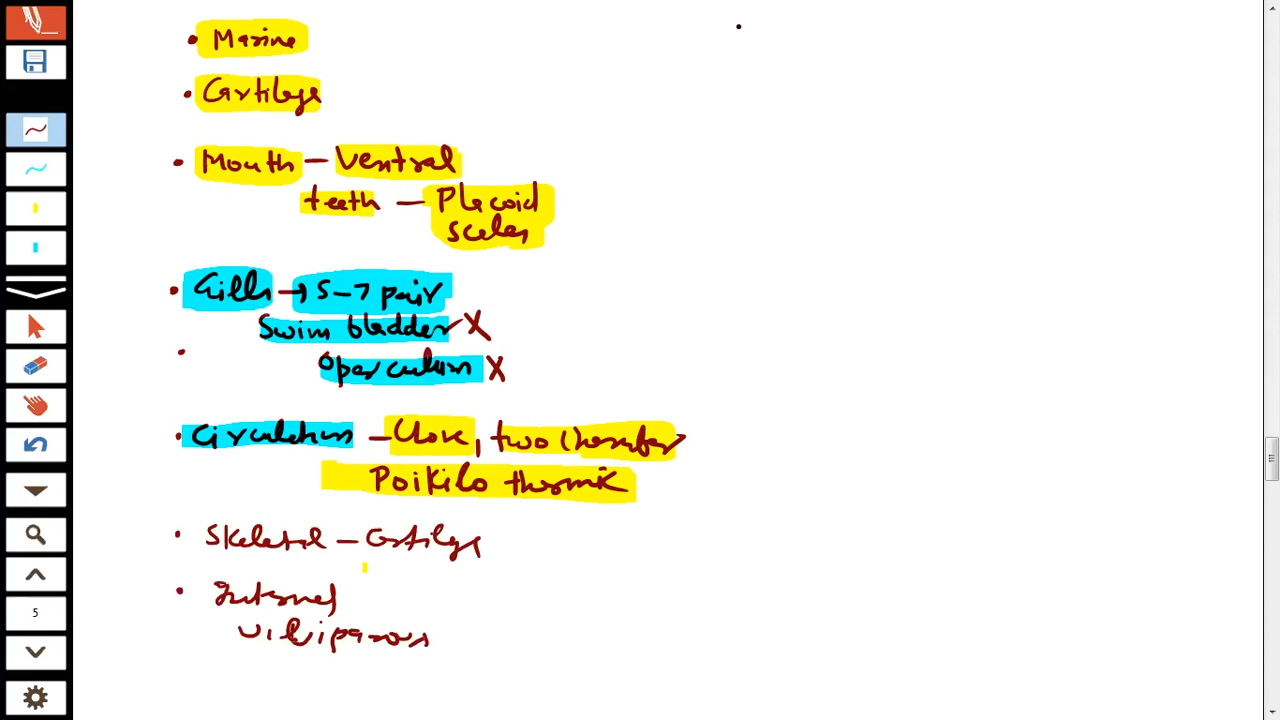 • Marine
• Cartilage
• Mouth – Ventral
teeth — Placoid
scales
• Gills → 5–7 pair
Swim bladder X
• Operculum X
• Circulation – Close, two chamber
Poikilo thermic
• Skeletal – Cartilage
• Internal
viviparous
5